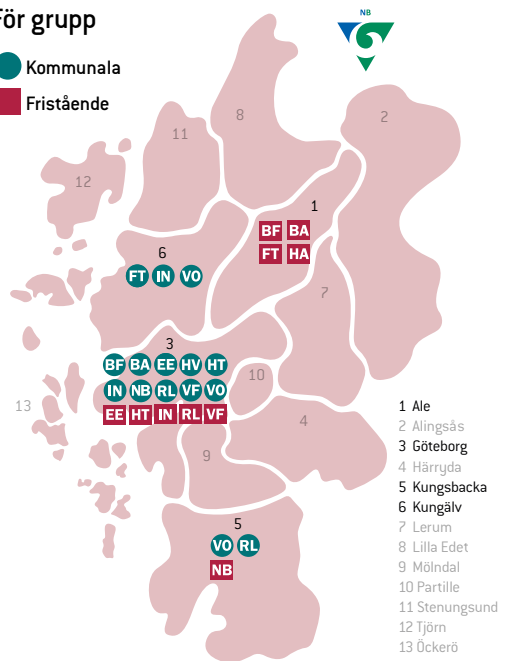 För grupp
Kommunala
Fristående
NB
8
2
11
12
1
BF BA
FT HA
6
FT IN VO
7
3
BF BA EE HV HT
IN NB RL VF VO
EE HT IN RL VF
10
13
4
9
5
VO RL
NB
1 Ale
2 Alingsås
3 Göteborg
4 Härryda
5 Kungsbacka
6 Kungälv
7 Lerum
8 Lilla Edet
9 Mölndal
10 Partille
11 Stenungsund
12 Tjörn
13 Öckerö